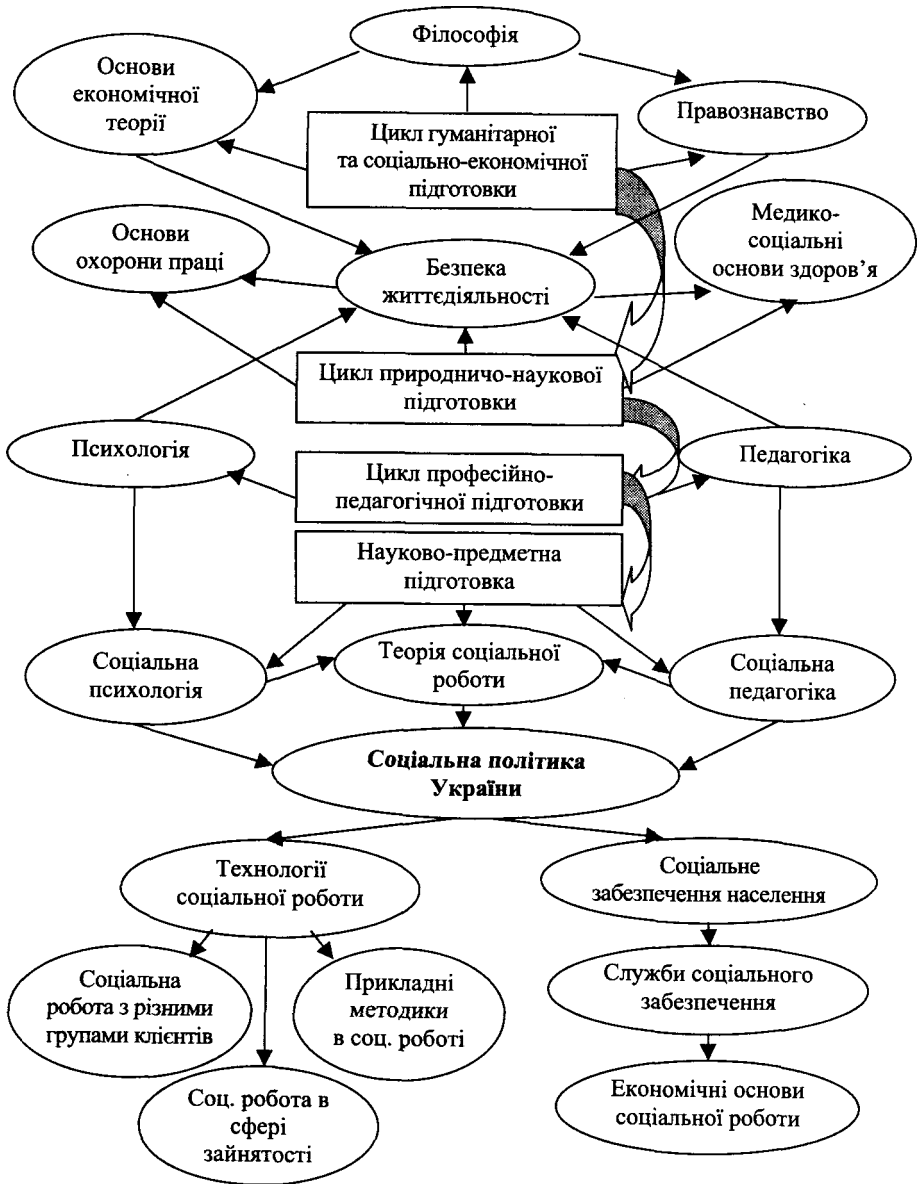 Філософія
Основи
економічної
теорії
Правознавство
Цикл гуманітарної
та соціально-економічної
підготовки
Медико-
соціальні
основи здоров’я
Основи
охорони праці
Безпека
життєдіяльності
Цикл природничо-наукової
підготовки
Психологія
Педагогіка
Цикл професійно-
педагогічної підготовки
Науково-предметна
підготовка
Соціальна
психологія
Теорія соціальної
роботи
Соціальна
педагогіка
Соціальна політика
України
Технології
соціальної роботи
Соціальне
забезпечення населення
Соціальна
робота з різними
групами клієнтів
Прикладні
методики
в соц. роботі
Служби соціального
забезпечення
Соц. робота в
сфері
зайнятості
Економічні основи
соціальної роботи